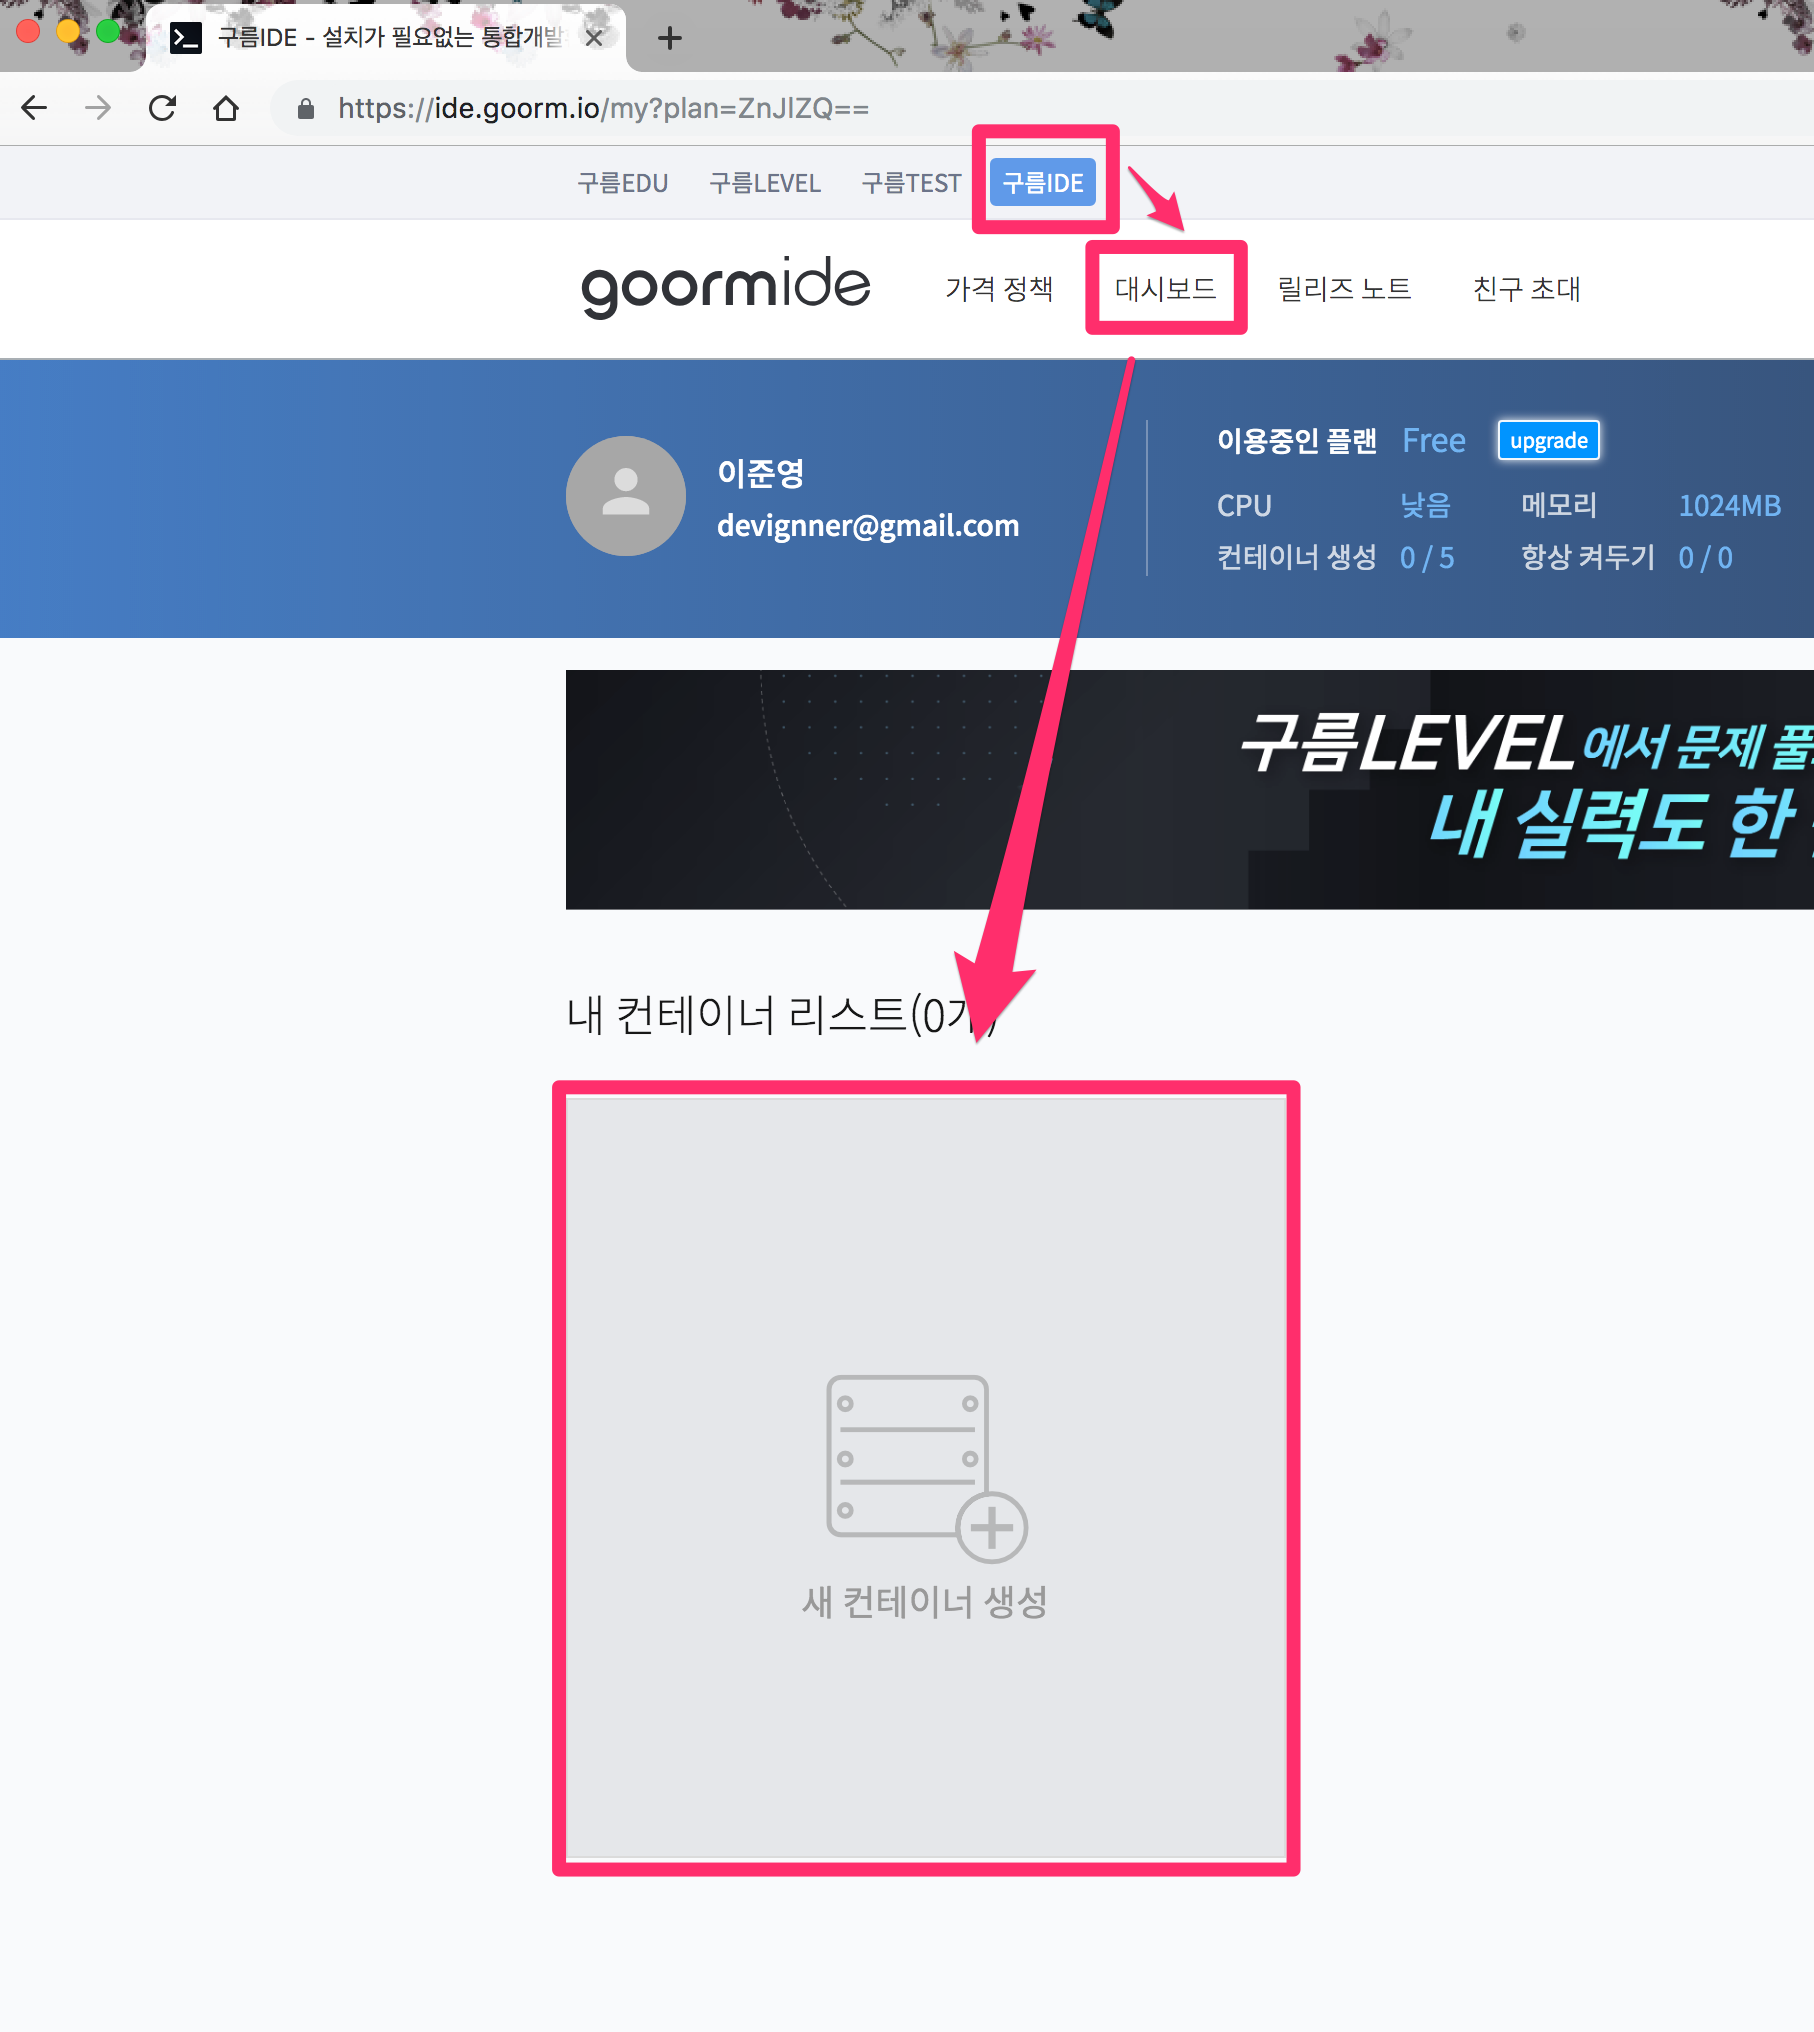 구름IDE - 설치가 필요없는 통합개발
https://ide.goorm.io/my?plan=ZnJlZQ==
구름EDU 구름LEVEL 구름TEST 구름IDE
goormide 가격 정책 대시보드 릴리즈 노트 친구 초대
이용중인 플랜 Free upgrade
이준영
CPU 낮음 메모리 1024MB
devignner@gmail.com
컨테이너 생성 0 / 5 항상 켜두기 0 / 0
구름LEVEL에서 문제
내 실력도 한
내 컨테이너 리스트(0개)
새 컨테이너 생성